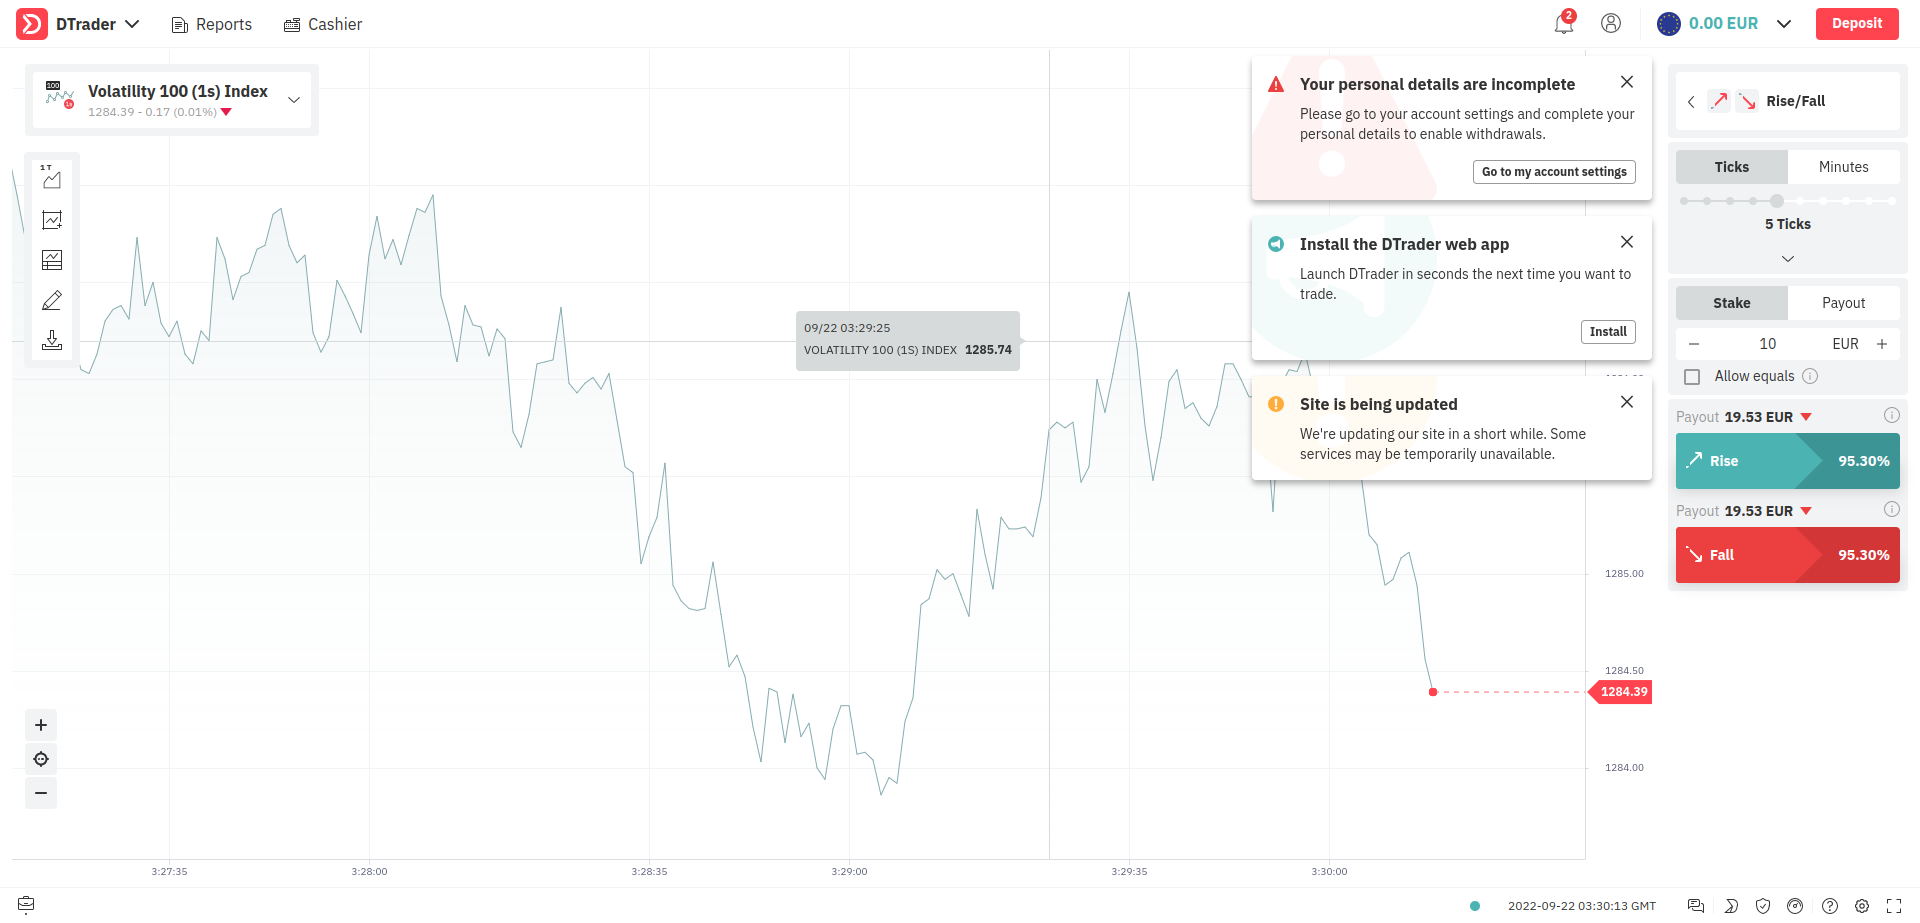 DTrader
Reports
Cashier
2
0.00 EUR
Deposit
100
1s
Volatility 100 (1s) Index
1284.39 - 0.17 (0.01%)
1 T
Your personal details are incomplete
Please go to your account settings and complete your
personal details to enable withdrawals.
Go to my account settings
Install the DTrader web app
Launch DTrader in seconds the next time you want to
trade.
Install
Site is being updated
We're updating our site in a short while. Some
services may be temporarily unavailable.
09/22 03:29:25
VOLATILITY 100 (1S) INDEX 1285.74
1285.00
1284.50
1284.39
1284.00
3:27:35
3:28:00
3:28:35
3:29:00
3:29:35
3:30:00
Rise/Fall
Ticks
Minutes
5 Ticks
Stake
Payout
10
EUR
Allow equals
Payout 19.53 EUR
Rise
95.30%
Payout 19.53 EUR
Fall
95.30%
2022-09-22 03:30:13 GMT